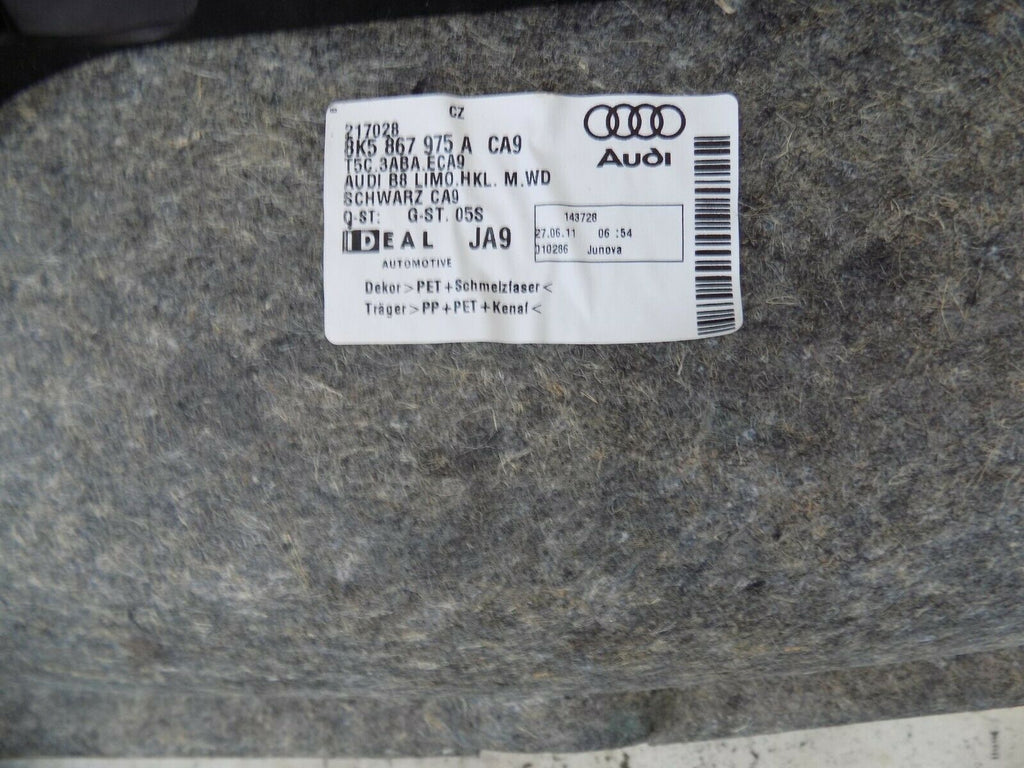 CZ
217028
8K5 867 975 A CA9
T5C.3ABA.ECA9
AUDI B8 LIMO.HKL. M.WD
SCHWARZ CA9
Q-ST: G-ST. 05S
IDEAL JA9
AUTOMOTIVE
Audi
143728
27.06.11 06:54
010286 Junova
Dekor>PET+Schmelzfaser<
Träger>PP+PET+Kenaf<